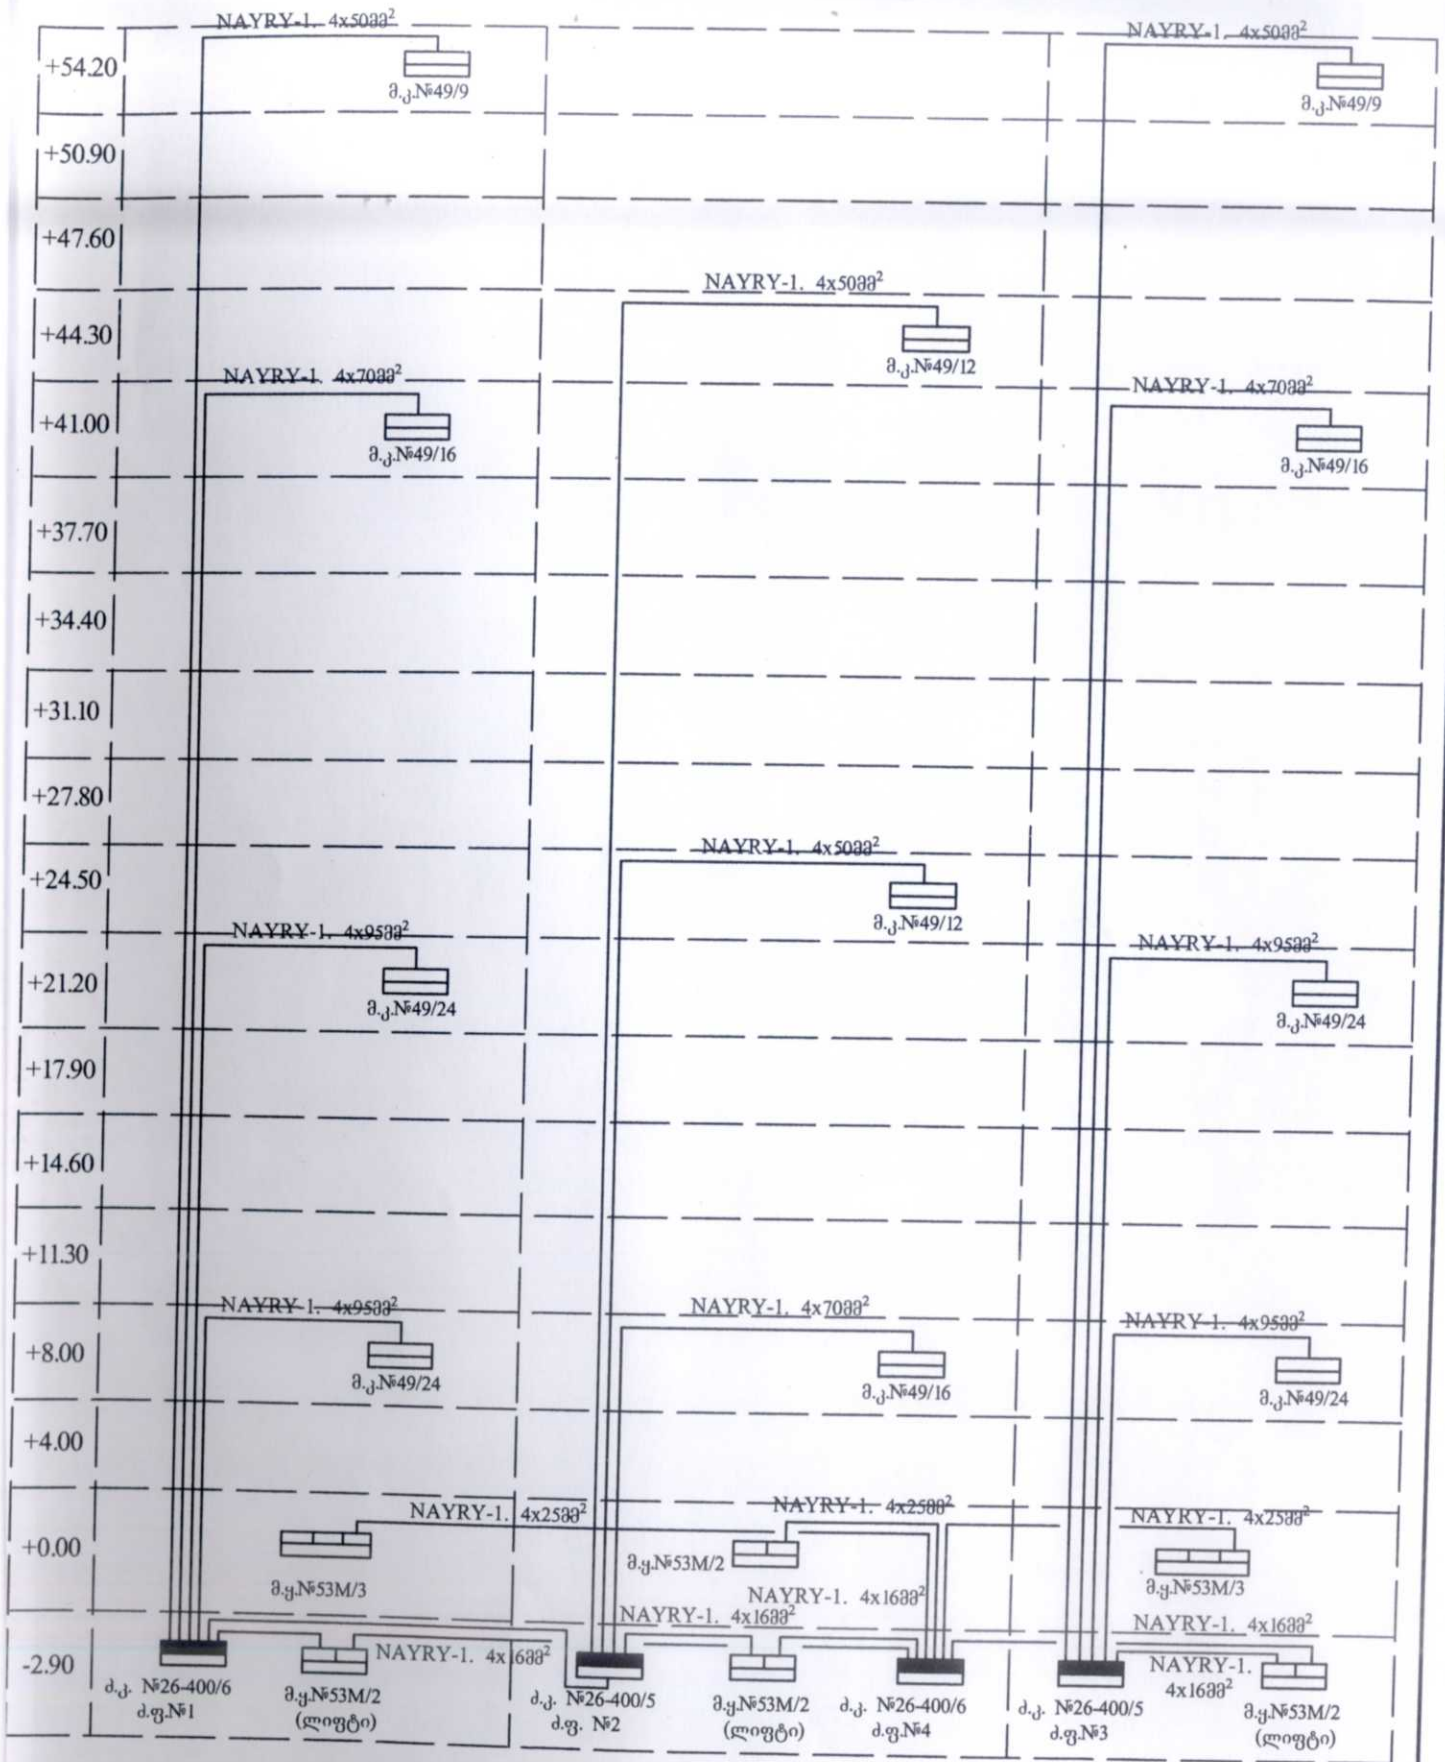 NAYRY-1. 4x50მმ²
NAYRY-1. 4x50მმ²
+54.20
მ.კ.№49/9
მ.კ.№49/9
+50.90
+47.60
NAYRY-1. 4x50მმ²
+44.30
მ.კ.№49/12
NAYRY-1. 4x70მმ²
NAYRY-1. 4x70მმ²
+41.00
მ.კ.№49/16
მ.კ.№49/16
+37.70
+34.40
+31.10
+27.80
NAYRY-1. 4x50მმ²
+24.50
მ.კ.№49/12
NAYRY-1. 4x95მმ²
NAYRY-1. 4x95მმ²
+21.20
მ.კ.№49/24
მ.კ.№49/24
+17.90
+14.60
+11.30
NAYRY-1. 4x95მმ²
NAYRY-1. 4x70მმ²
NAYRY-1. 4x95მმ²
+8.00
მ.კ.№49/24
მ.კ.№49/16
მ.კ.№49/24
+4.00
NAYRY-1. 4x25მმ²
NAYRY-1. 4x25მმ²
NAYRY-1. 4x25მმ²
+0.00
მ.ყ.№53M/3
მ.ყ.№53M/2
მ.ყ.№53M/3
NAYRY-1. 4x16მმ²
NAYRY-1. 4x16მმ²
NAYRY-1. 4x16მმ²
-2.90
NAYRY-1. 4x16მმ²
NAYRY-1.
4x16მმ²
ძ.კ. №26-400/6
ძ.ფ.№1
მ.ყ.№53M/2
(ლიფტი)
ძ.კ. №26-400/5
ძ.ფ. №2
მ.ყ.№53M/2
(ლიფტი)
ძ.კ. №26-400/6
ძ.ფ.№4
ძ.კ. №26-400/5
ძ.ფ.№3
მ.ყ.№53M/2
(ლიფტი)